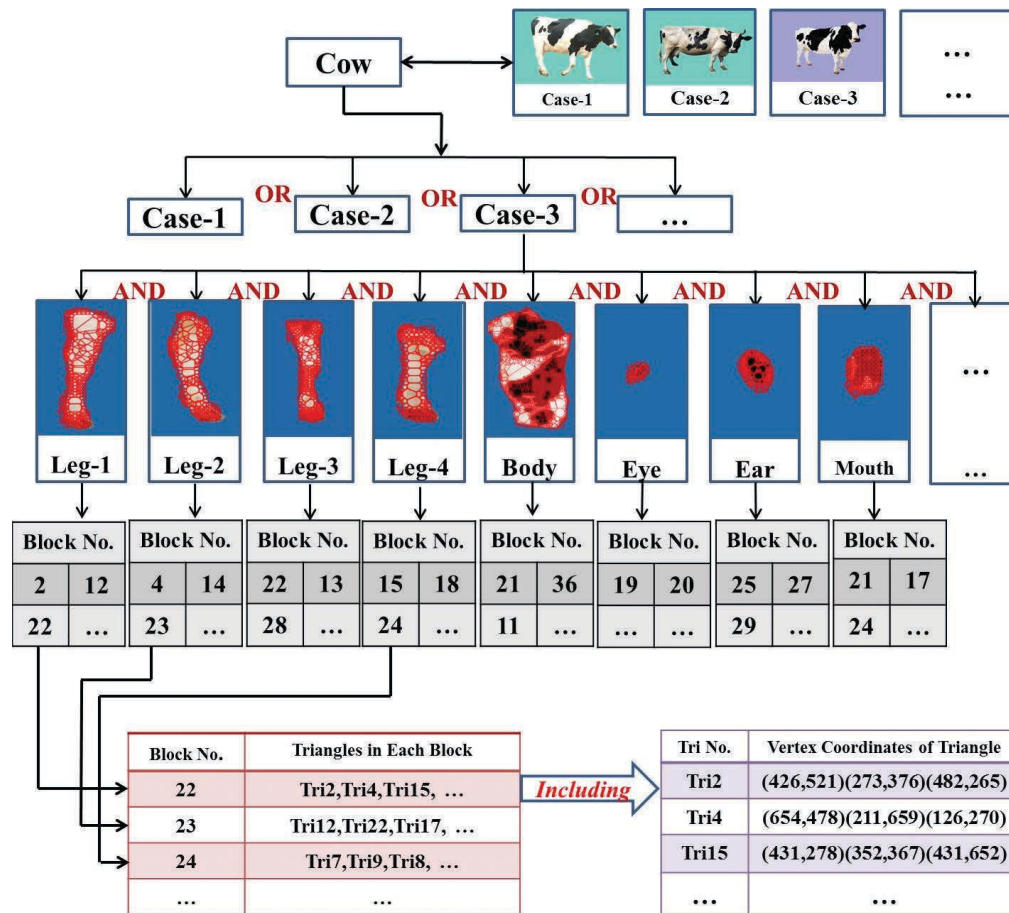 Cow
Case-1 Case-2 Case-3 ...
...
Case-1 OR Case-2 OR Case-3 OR ...
AND AND AND AND AND AND AND AND
...
Leg-1 Leg-2 Leg-3 Leg-4 Body Eye Ear Mouth ...
Block No. Block No. Block No. Block No. Block No. Block No. Block No. Block No.
2 12 4 14 22 13 15 18 21 36 19 20 25 27 21 17
22 ... 23 ... 28 ... 24 ... 11 ... ... ... 29 ... 24 ...
Block No. Triangles in Each Block
22 Tri2,Tri4,Tri15, ...
23 Tri12,Tri22,Tri17, ...
24 Tri7,Tri9,Tri8, ...
... ...
Including
Tri No. Vertex Coordinates of Triangle
Tri2 (426,521)(273,376)(482,265)
Tri4 (654,478)(211,659)(126,270)
Tri15 (431,278)(352,367)(431,652)
... ...